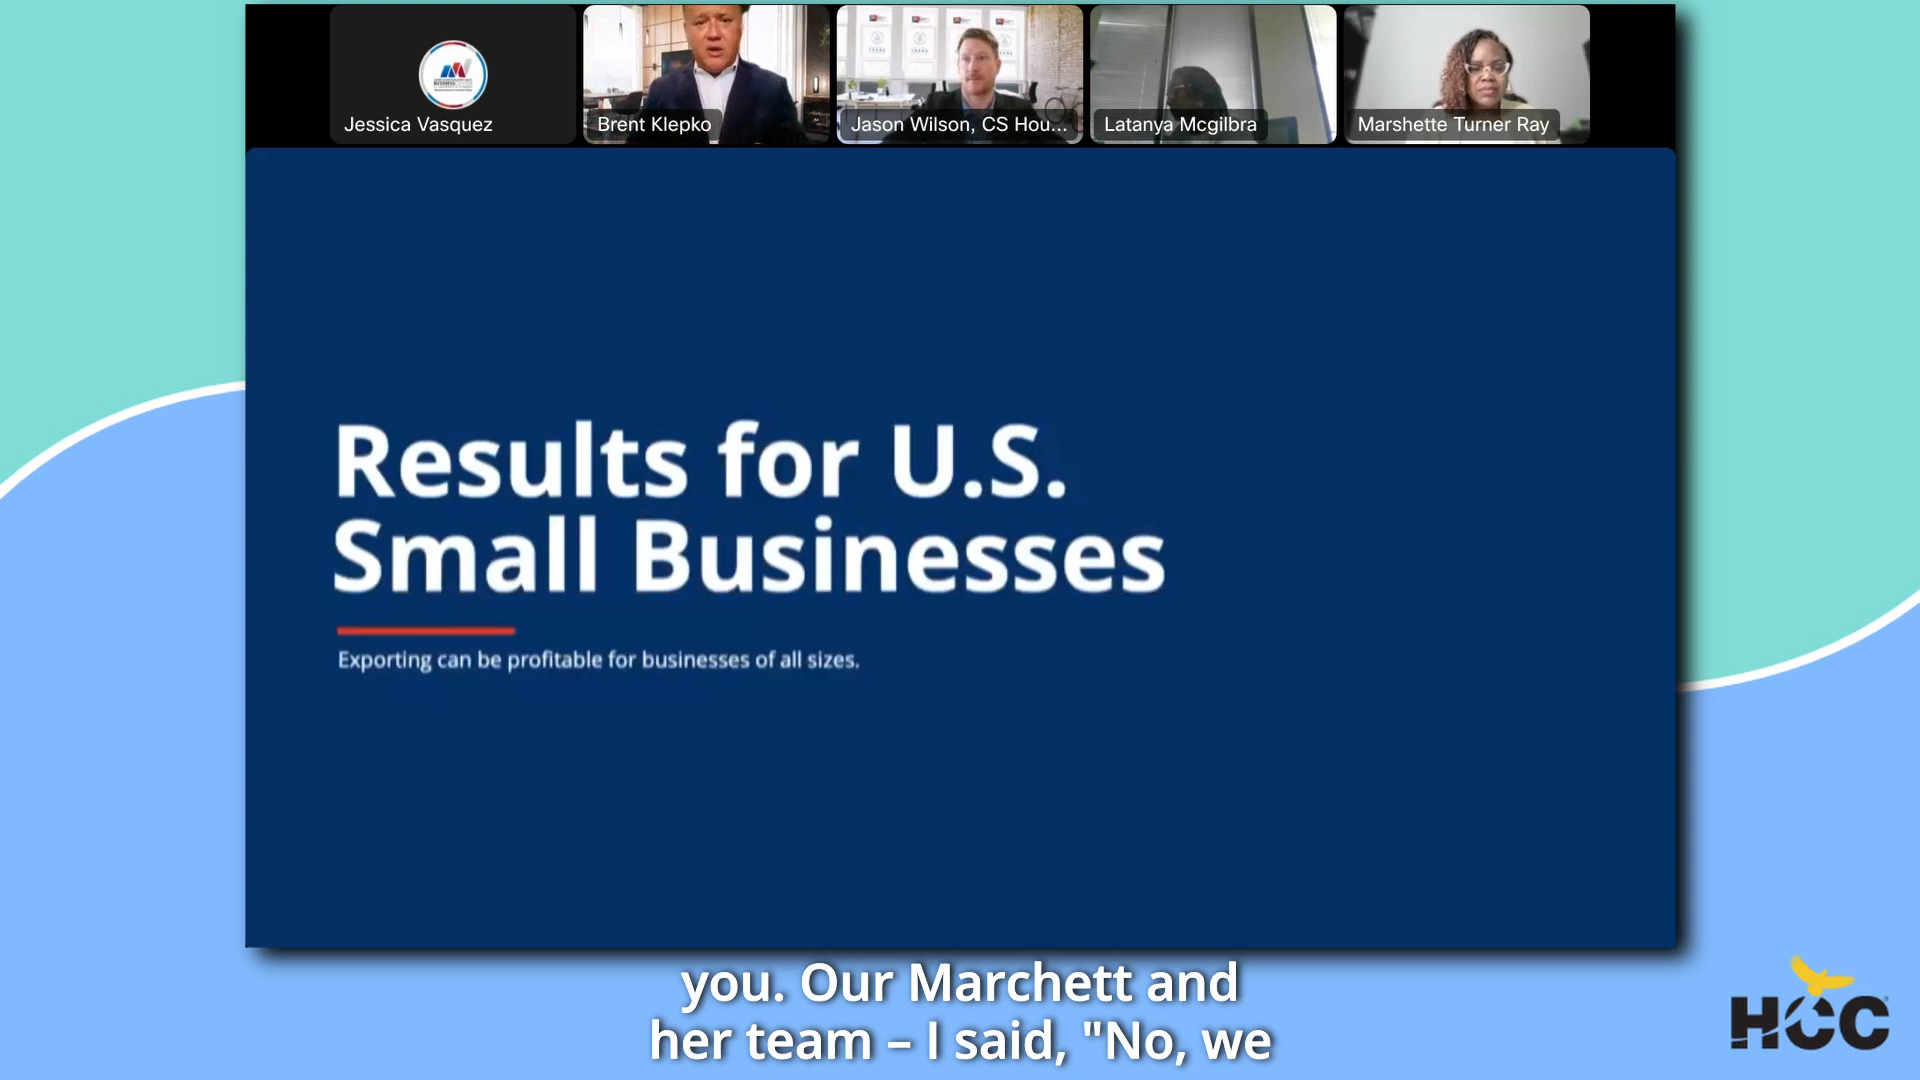 Jessica Vasquez
Brent Klepko
Jason Wilson, CS Hou...
Latanya Mcgilbra
Marshette Turner Ray
Results for U.S.
Small Businesses
Exporting can be profitable for businesses of all sizes.
you. Our Marchett and
her team – I said, "No, we
HCC